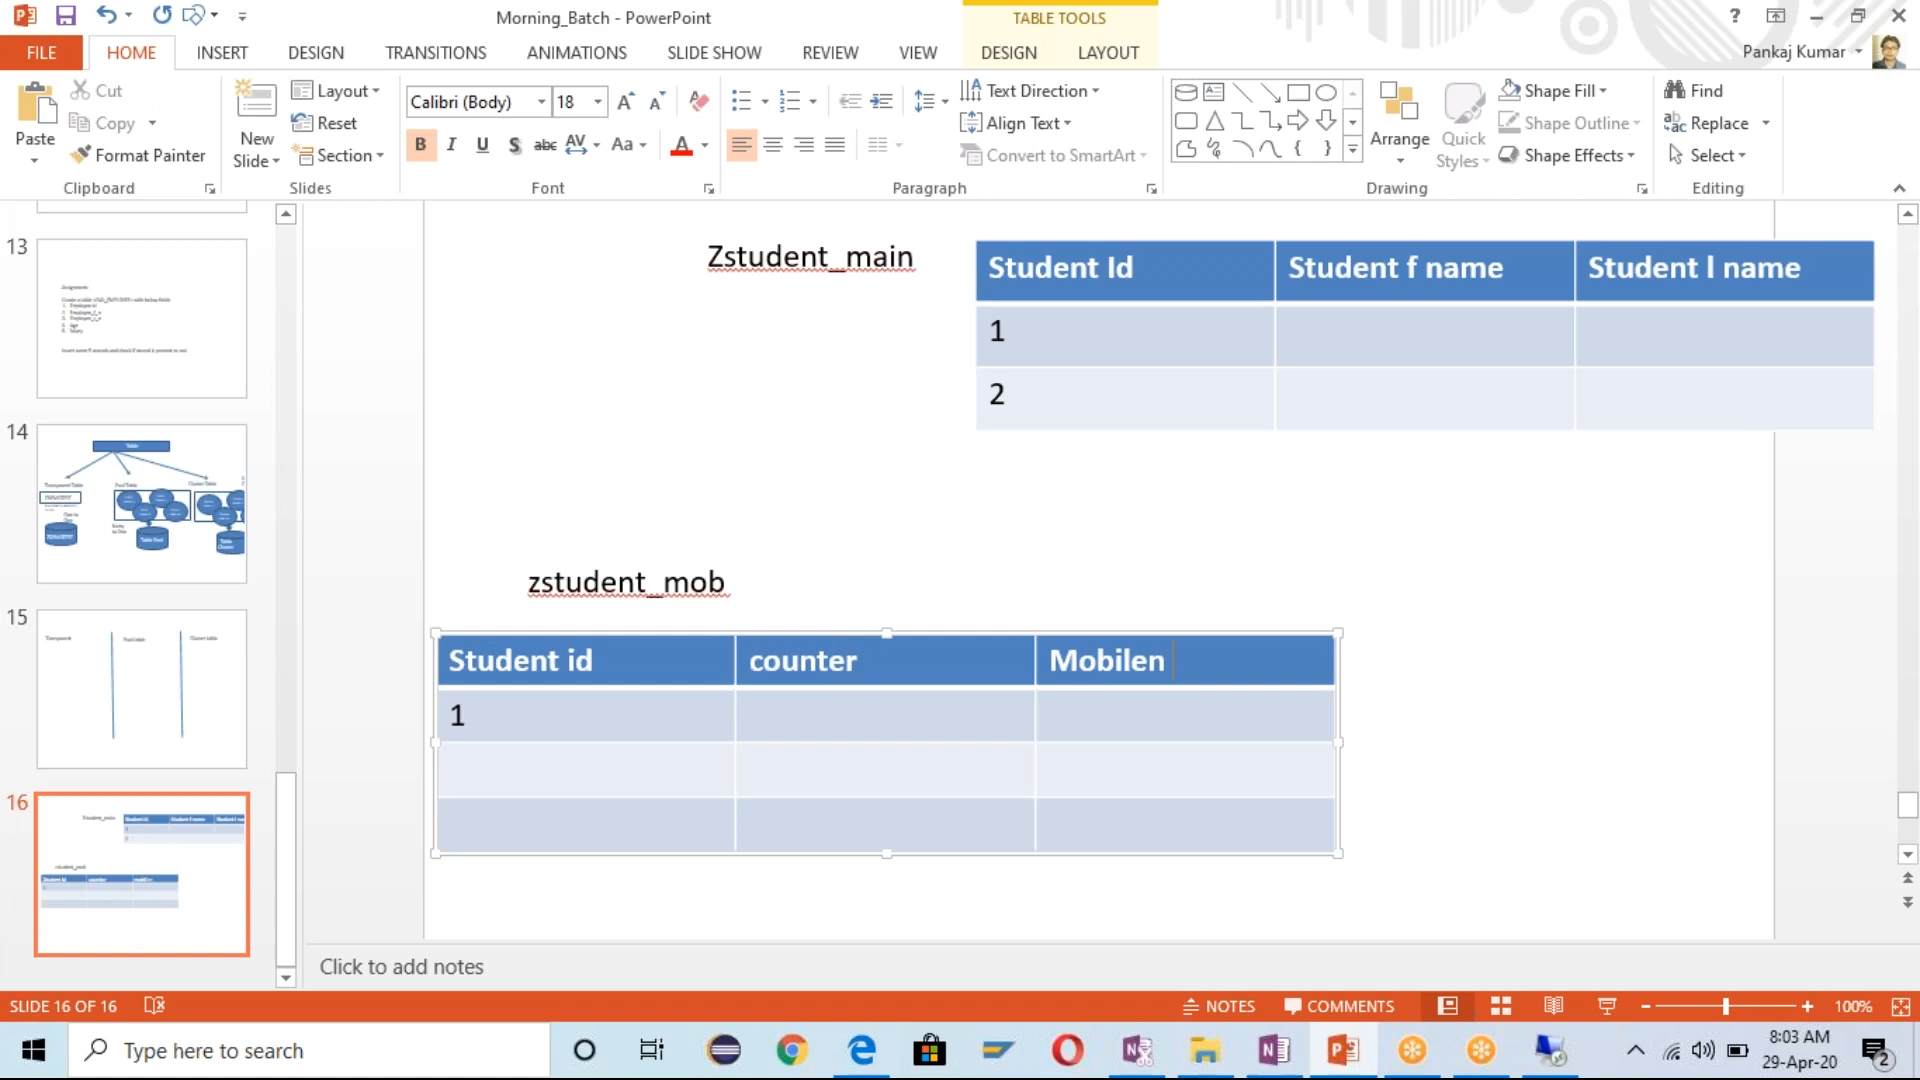 Morning_Batch - PowerPoint
TABLE TOOLS
?
FILE HOME INSERT DESIGN TRANSITIONS ANIMATIONS SLIDE SHOW REVIEW VIEW DESIGN LAYOUT
Pankaj Kumar
Paste
Cut
Copy
Format Painter
Clipboard
New Slide
Layout
Reset
Section
Slides
Calibri (Body) 18
B I U S abc AV Aa A
Font
Text Direction
Align Text
Convert to SmartArt
Paragraph
Arrange
Quick Styles
Shape Fill
Shape Outline
Shape Effects
Drawing
Find
Replace
Select
Editing
13
14
15
16
Zstudent_main
Student Id Student f name Student l name
1
2
zstudent_mob
Student id counter Mobilen
1
Click to add notes
SLIDE 16 OF 16
NOTES COMMENTS 100%
Type here to search
8:03 AM
29-Apr-20
2